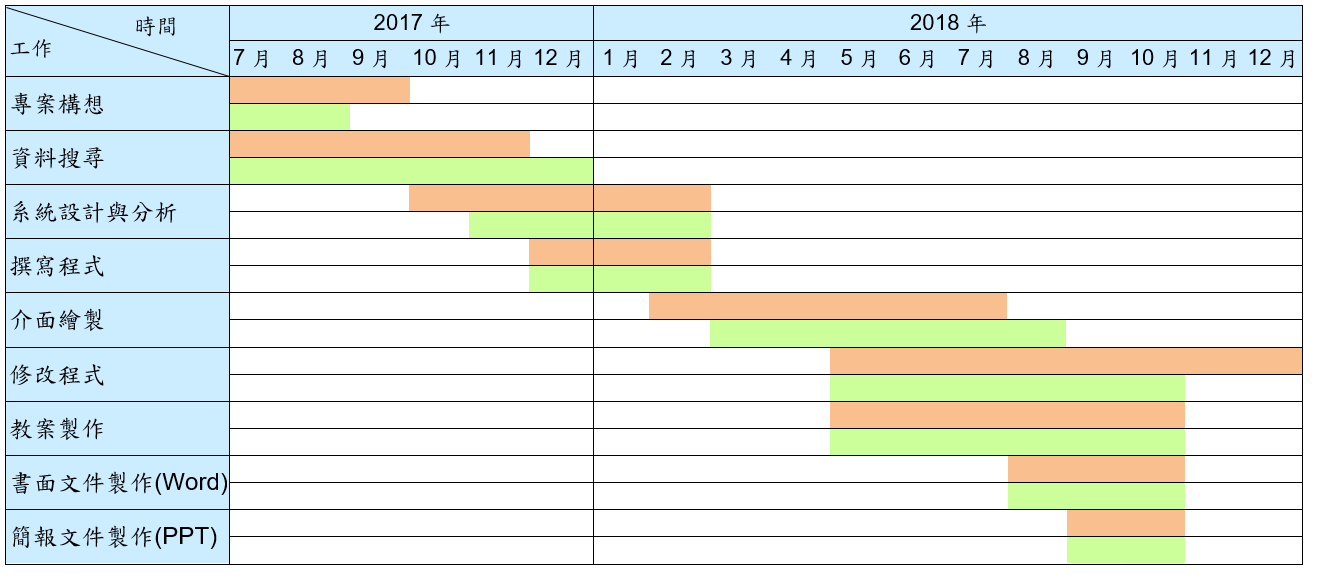 時間
工作
2017 年
2018 年
7 月 8 月 9 月 10 月 11 月 12 月 1 月 2 月 3 月 4 月 5 月 6 月 7 月 8 月 9 月 10 月 11 月 12 月
專案構想
資料搜尋
系統設計與分析
撰寫程式
介面繪製
修改程式
教案製作
書面文件製作(Word)
簡報文件製作(PPT)